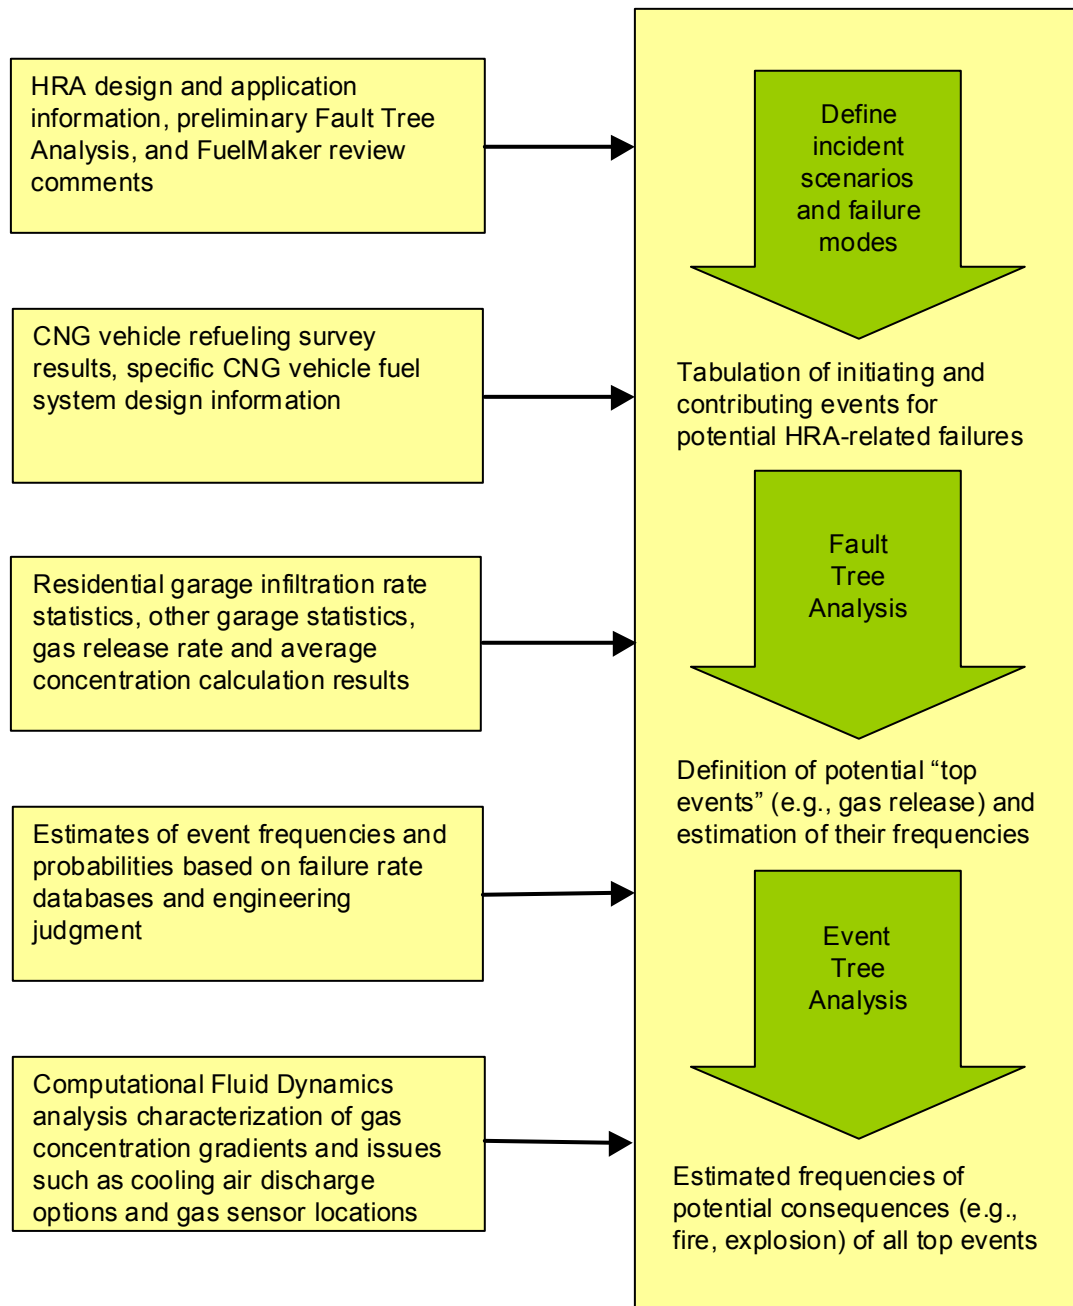 HRA design and application
information, preliminary Fault Tree
Analysis, and FuelMaker review
comments
CNG vehicle refueling survey
results, specific CNG vehicle fuel
system design information
Residential garage infiltration rate
statistics, other garage statistics,
gas release rate and average
concentration calculation results
Estimates of event frequencies and
probabilities based on failure rate
databases and engineering
judgment
Computational Fluid Dynamics
analysis characterization of gas
concentration gradients and issues
such as cooling air discharge
options and gas sensor locations
Define
incident
scenarios
and failure
modes
Tabulation of initiating and
contributing events for
potential HRA-related failures
Fault
Tree
Analysis
Definition of potential “top
events” (e.g., gas release) and
estimation of their frequencies
Event
Tree
Analysis
Estimated frequencies of
potential consequences (e.g.,
fire, explosion) of all top events